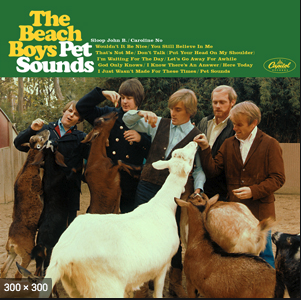 The
Beach
Boys Pet
Sounds
Sloop John B. / Caroline No
Wouldn't It Be Nice / You Still Believe In Me
That's Not Me / Don't Talk (Put Your Head On My Shoulder)
I'm Waiting For The Day / Let's Go Away For Awhile
God Only Knows / I Know There's An Answer / Here Today
I Just Wasn't Made For These Times / Pet Sounds
Capitol
300 × 300